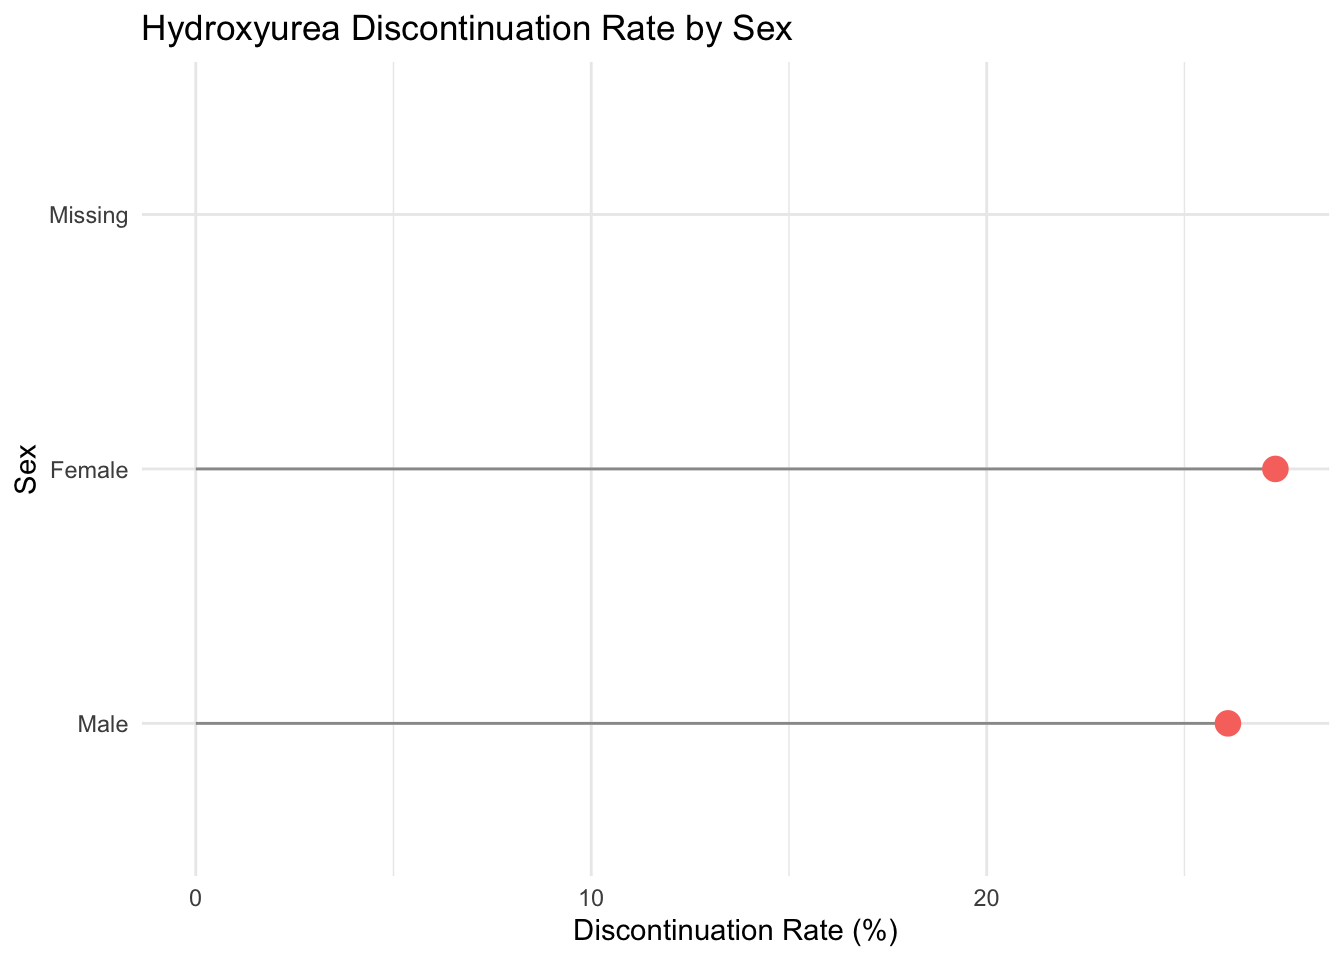 Hydroxyurea Discontinuation Rate by Sex
Missing
Female
Male
Sex
0 10 20
Discontinuation Rate (%)